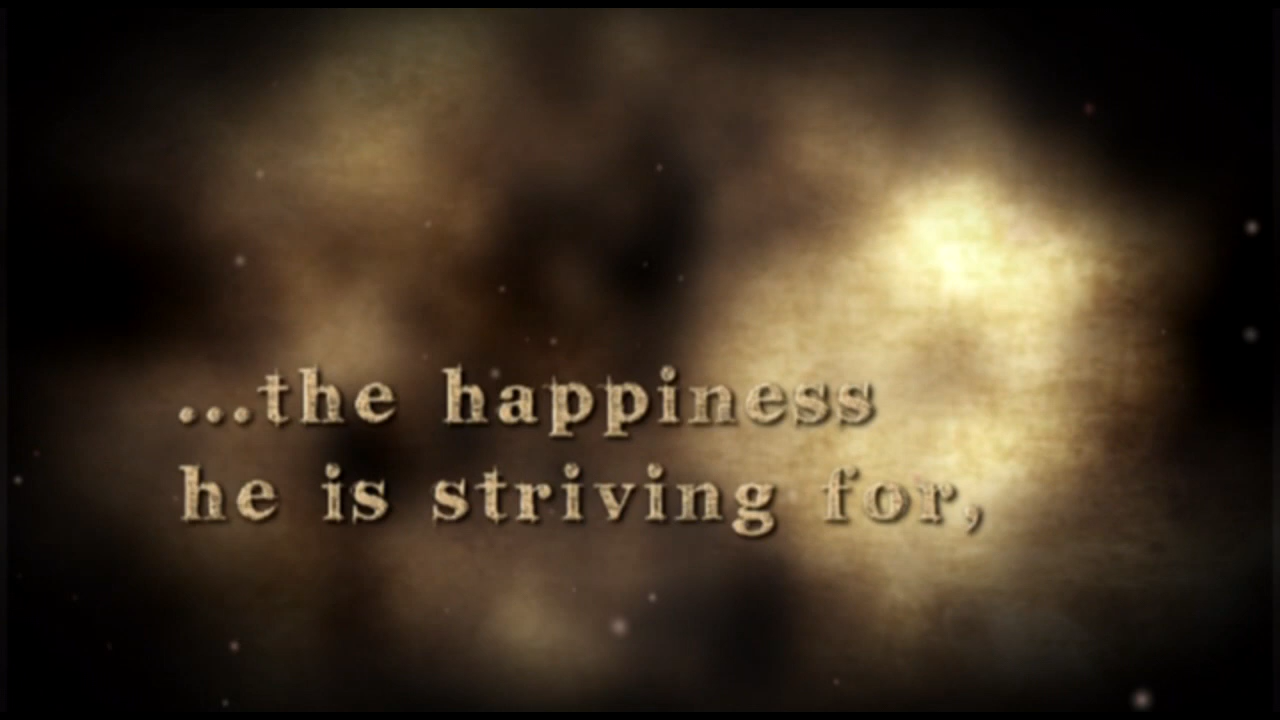 ...the happiness
he is striving for,